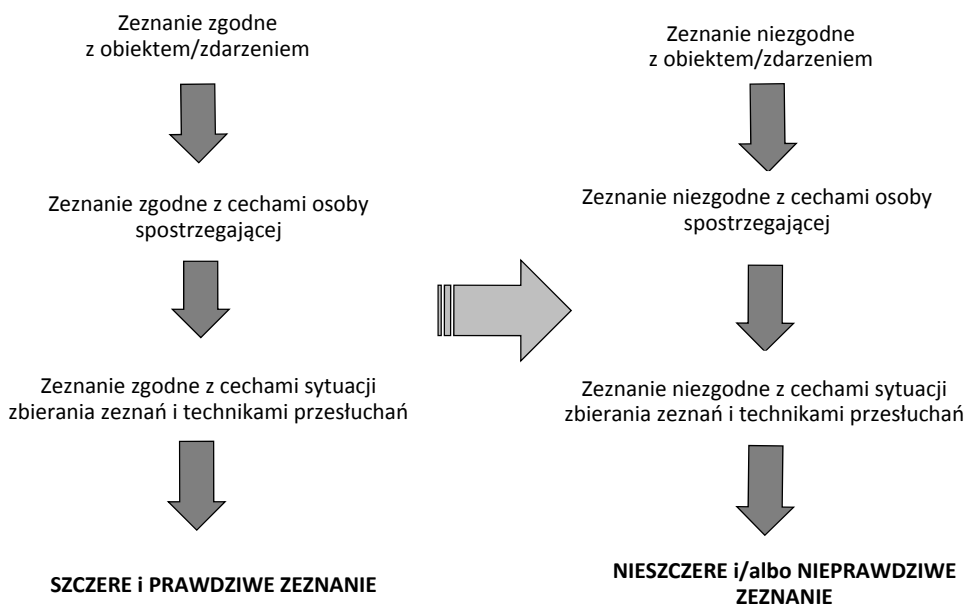 Zeznanie zgodne
z obiektem/zdarzeniem
Zeznanie zgodne z cechami osoby
spostrzegającej
Zeznanie zgodne z cechami sytuacji
zbierania zeznań i technikami przesłuchań
SZCZERE i PRAWDZIWE ZEZNANIE
Zeznanie niezgodne
z obiektem/zdarzeniem
Zeznanie niezgodne z cechami osoby
spostrzegającej
Zeznanie niezgodne z cechami sytuacji
zbierania zeznań i technikami przesłuchań
NIESZCZERE i/albo NIEPRAWDZIWE
ZEZNANIE